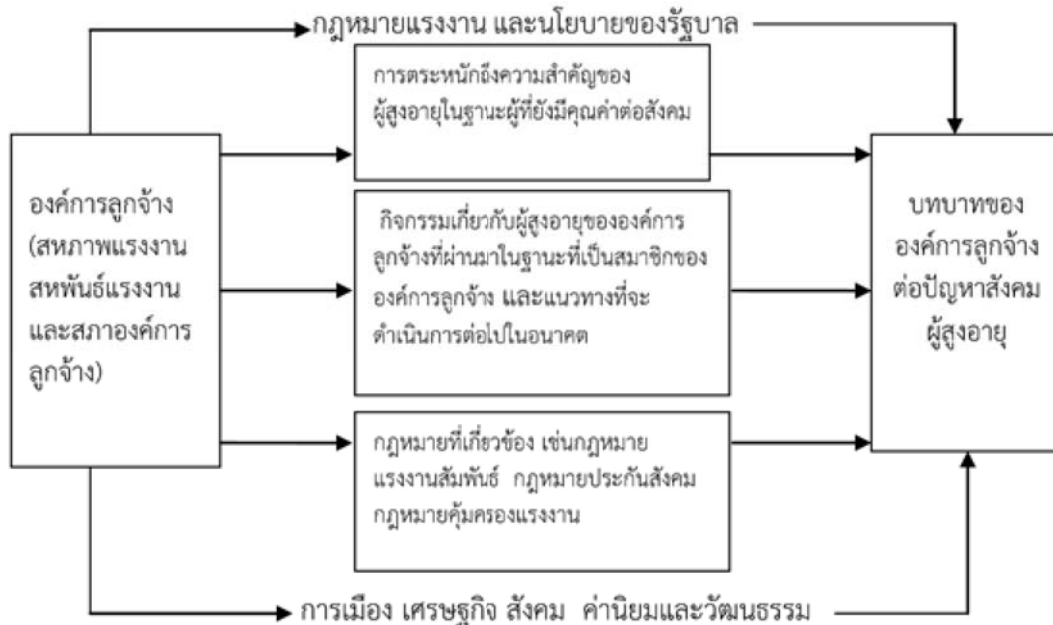 กฎหมายแรงงาน และนโยบายของรัฐบาล
การตระหนักถึงความสำคัญของ
ผู้สูงอายุในฐานะผู้ที่ยังมีคุณค่าต่อสังคม
องค์การลูกจ้าง
(สหภาพแรงงาน
สหพันธ์แรงงาน
และสภาองค์การ
ลูกจ้าง)
กิจกรรมเกี่ยวกับผู้สูงอายุขององค์การ
ลูกจ้างที่ผ่านมาในฐานะที่เป็นสมาชิกของ
องค์การลูกจ้าง และแนวทางที่จะ
ดำเนินการต่อไปในอนาคต
บทบาทของ
องค์การลูกจ้าง
ต่อปัญหาสังคม
ผู้สูงอายุ
กฎหมายที่เกี่ยวข้อง เช่นกฎหมาย
แรงงานสัมพันธ์ กฎหมายประกันสังคม
กฎหมายคุ้มครองแรงงาน
การเมือง เศรษฐกิจ สังคม ค่านิยมและวัฒนธรรม